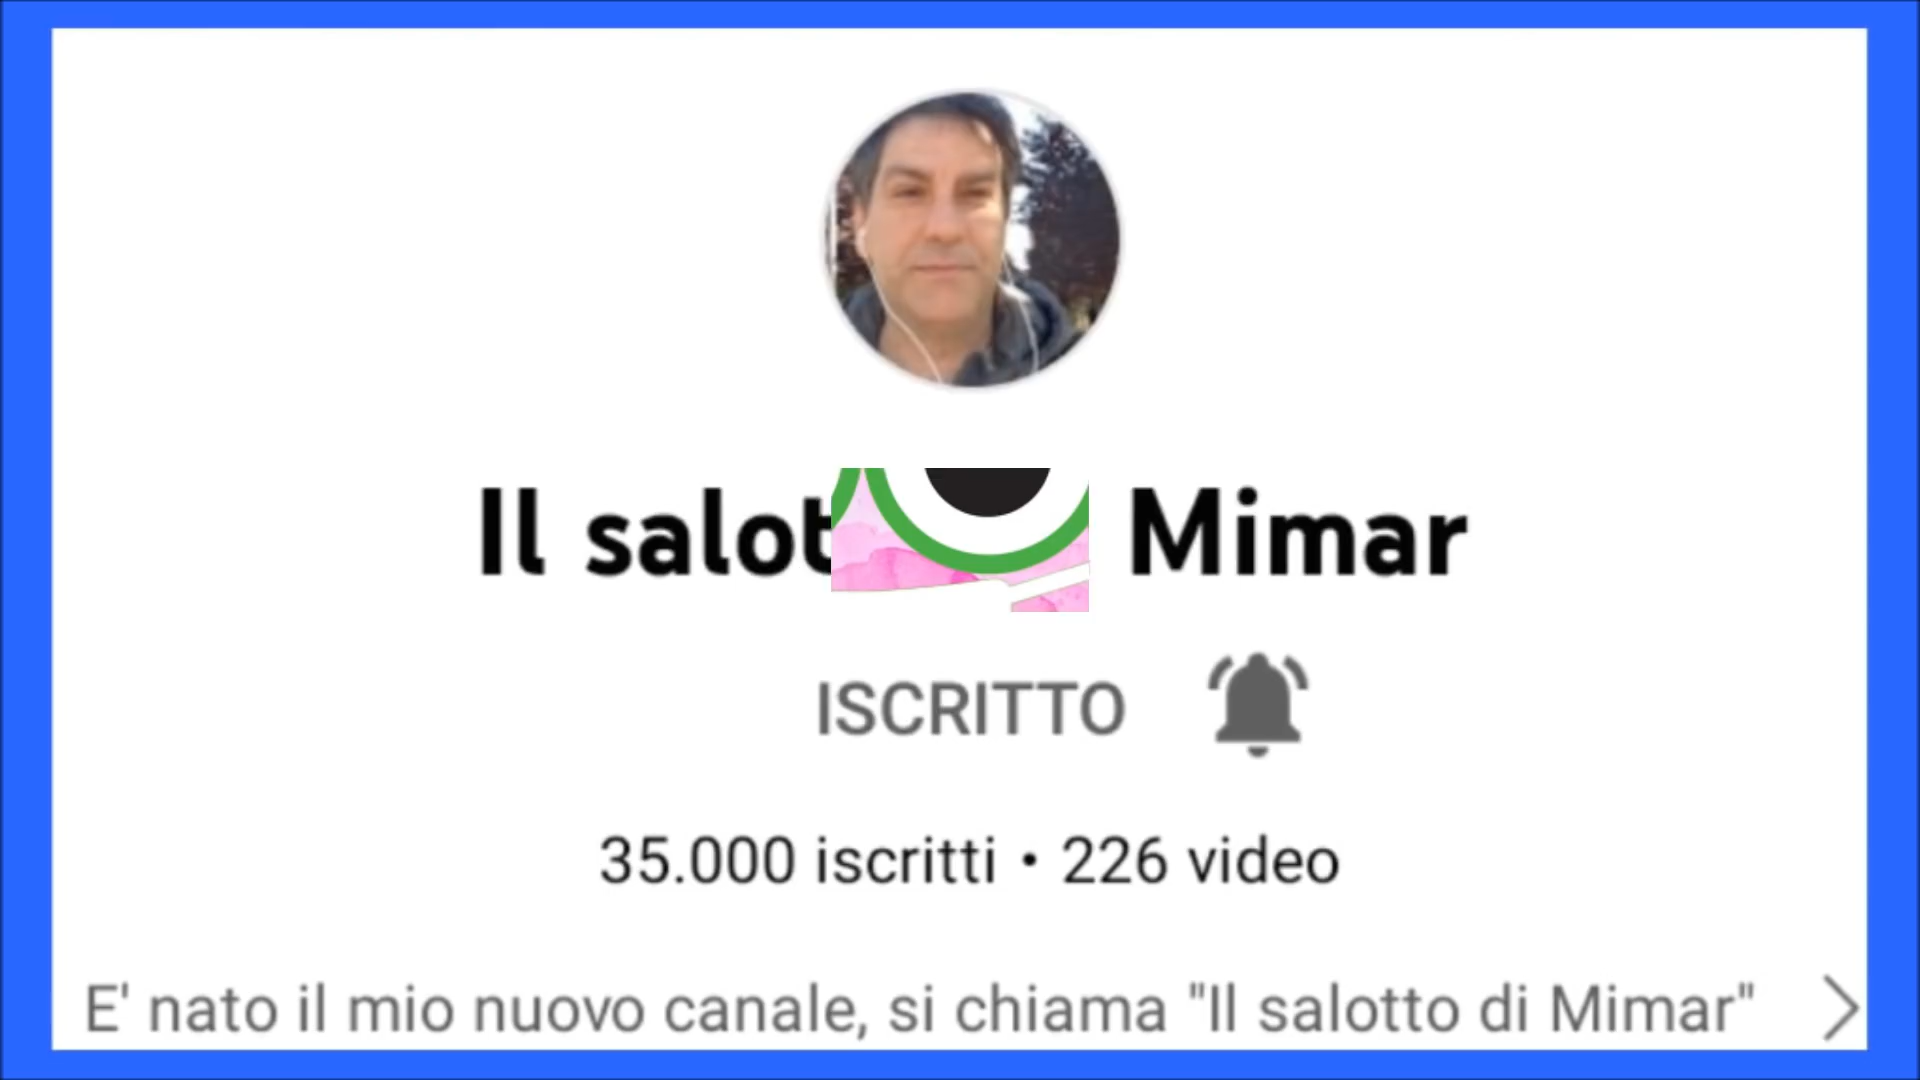 Il salot Mimar
ISCRITTO
35.000 iscritti • 226 video
E' nato il mio nuovo canale, si chiama "Il salotto di Mimar"